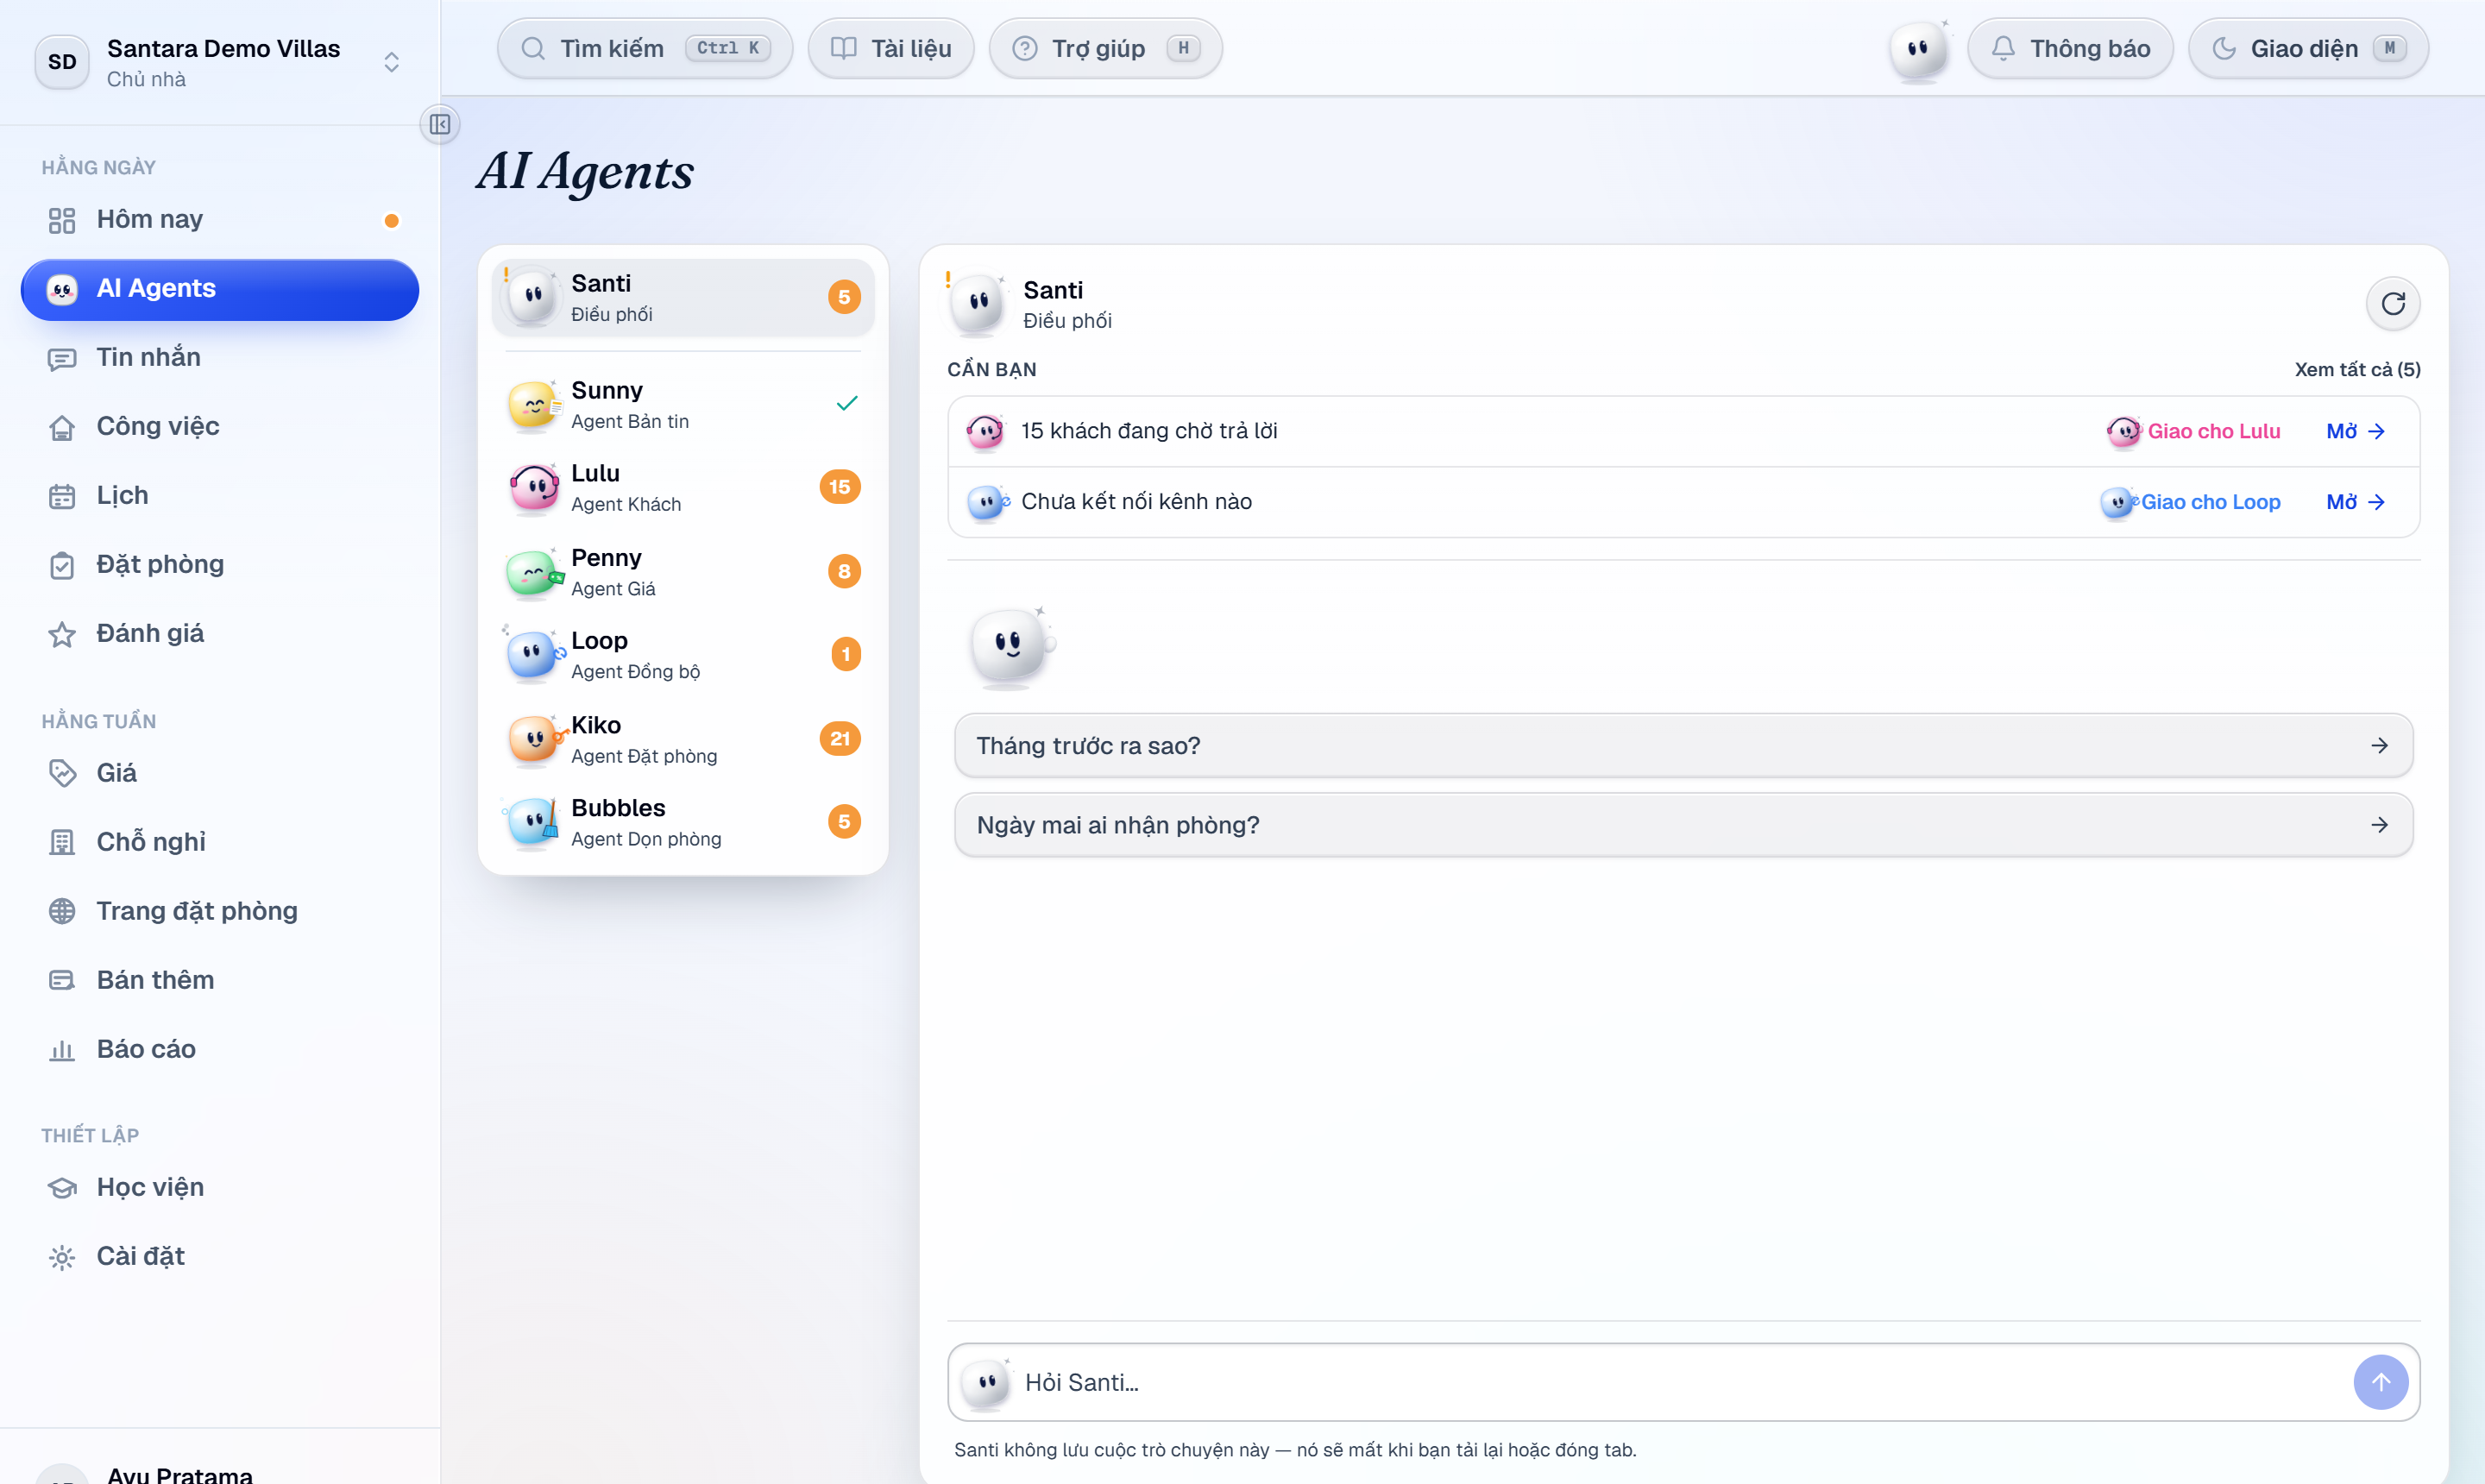 SD
Santara Demo Villas
Chủ nhà
Tìm kiếm Ctrl K
Tài liệu
Trợ giúp H
Thông báo
Giao diện M
HẰNG NGÀY
Hôm nay
AI Agents
Tin nhắn
Công việc
Lịch
Đặt phòng
Đánh giá
HẰNG TUẦN
Giá
Chỗ nghỉ
Trang đặt phòng
Bán thêm
Báo cáo
THIẾT LẬP
Học viện
Cài đặt
Ayu Pratama
AI Agents
Santi
Điều phối
5
Sunny
Agent Bản tin
Lulu
Agent Khách
15
Penny
Agent Giá
8
Loop
Agent Đồng bộ
1
Kiko
Agent Đặt phòng
21
Bubbles
Agent Dọn phòng
5
Santi
Điều phối
CẦN BẠN
Xem tất cả (5)
15 khách đang chờ trả lời
Giao cho Lulu
Mở
Chưa kết nối kênh nào
Giao cho Loop
Mở
Tháng trước ra sao?
Ngày mai ai nhận phòng?
Hỏi Santi...
Santi không lưu cuộc trò chuyện này — nó sẽ mất khi bạn tải lại hoặc đóng tab.